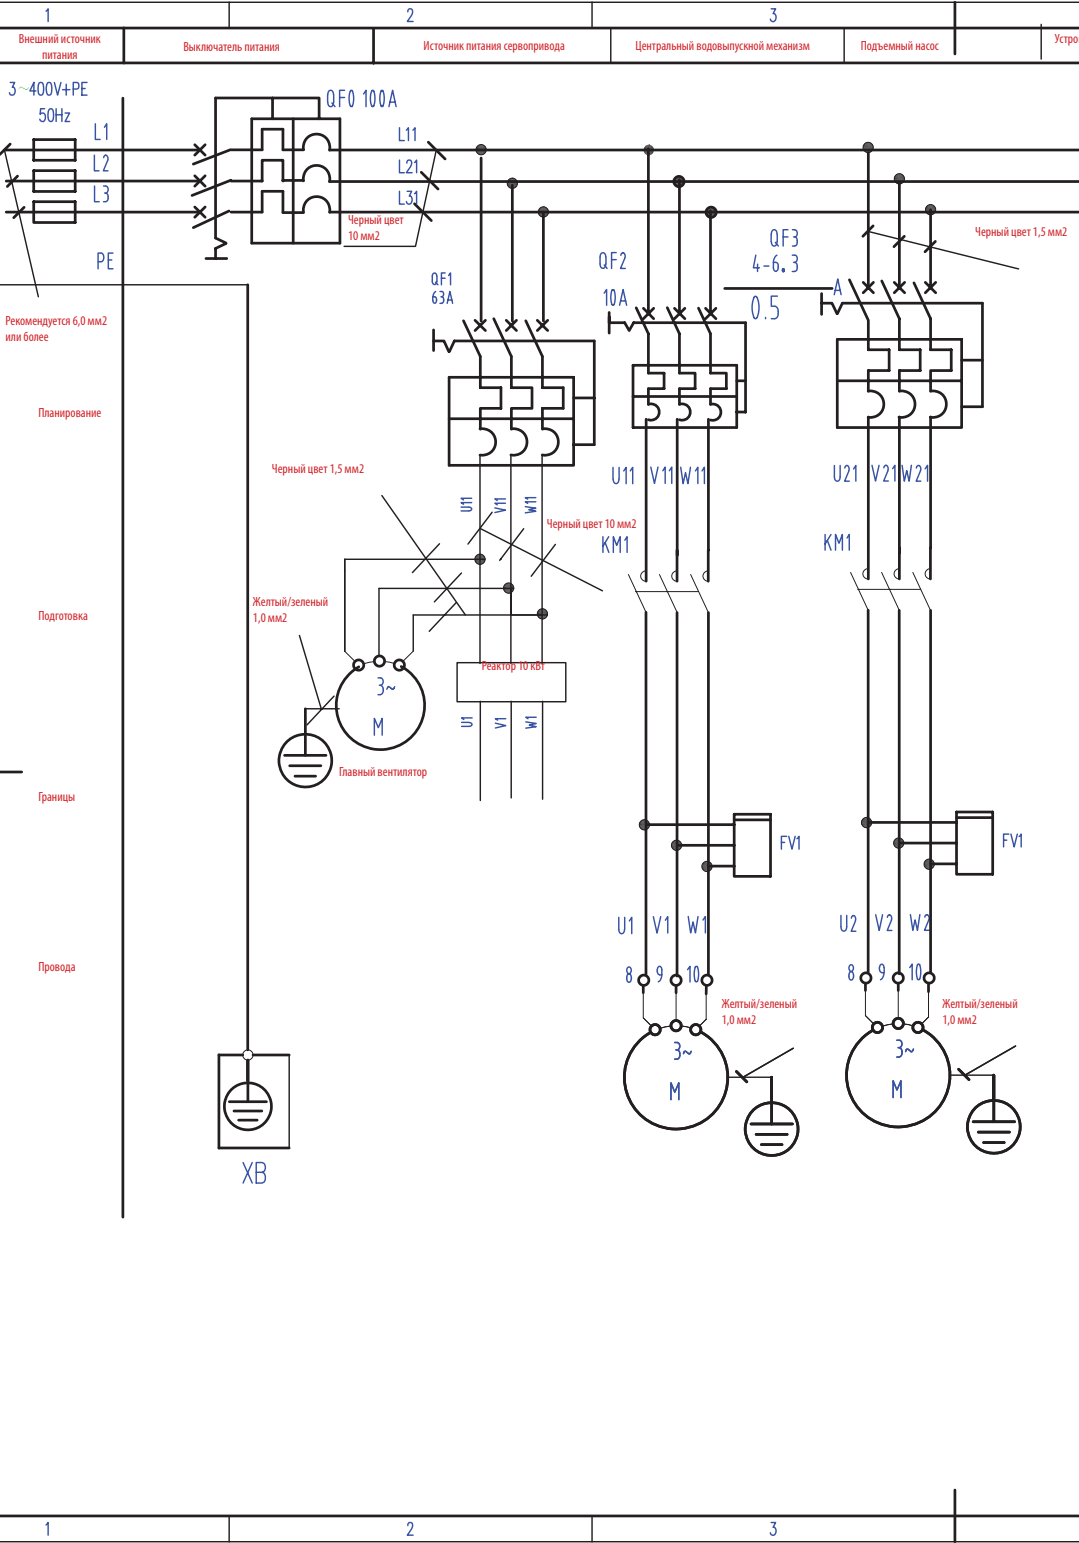 1
2
3
Внешний источник
питания
Выключатель питания
Источник питания сервопривода
Центральный водовыпускной механизм
Подъемный насос
Устро
3~400V+PE
50Hz
QF0 100A
L1
L2
L3
L11
L21
L31
Черный цвет
10 мм2
PE
QF1
63A
QF2
10A
QF3
4-6.3
A
0.5
Черный цвет 1,5 мм2
Рекомендуется 6,0 мм2
или более
Планирование
Черный цвет 1,5 мм2
U11
V11
W11
Черный цвет 10 мм2
U11 V11 W11
U21 V21 W21
KM1
KM1
Желтый/зеленый
1,0 мм2
Подготовка
Реактор 10 кВт
3~
M
U1
V1
W1
Главный вентилятор
Границы
FV1
FV1
U1 V1 W1
U2 V2 W2
Провода
8 9 10
8 9 10
Желтый/зеленый
1,0 мм2
Желтый/зеленый
1,0 мм2
3~
M
3~
M
XB
1
2
3